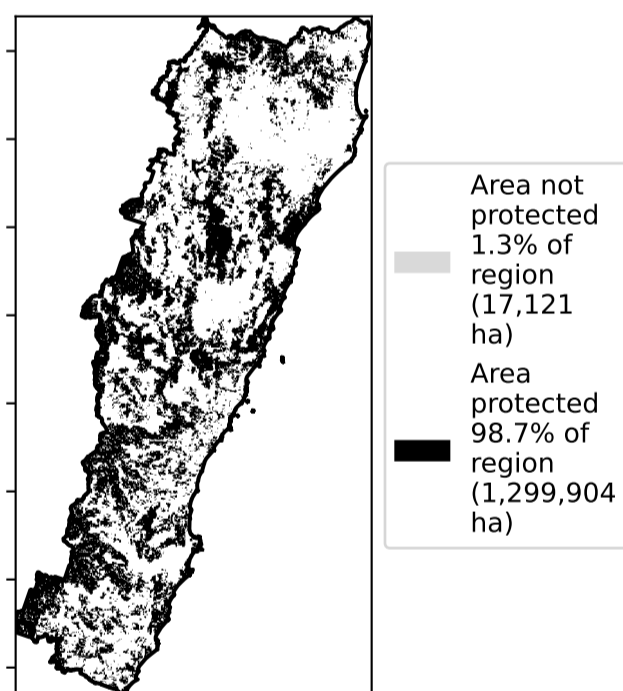 Area not
protected
1.3% of
region
(17,121
ha)
Area
protected
98.7% of
region
(1,299,904
ha)